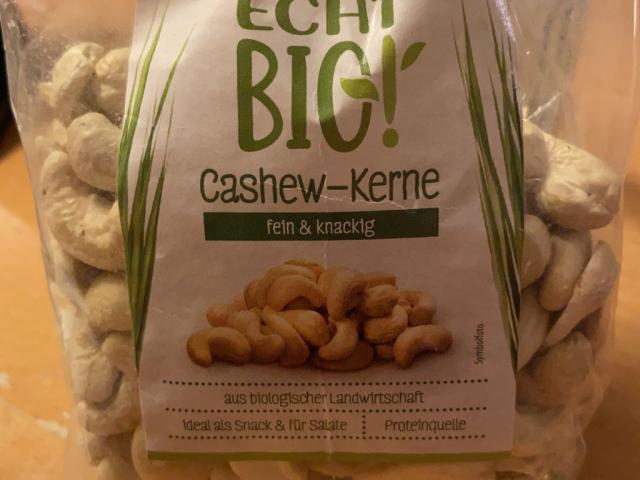 ECHT
BIO!
Cashew-Kerne
fein & knackig
Symbolfoto
aus biologischer Landwirtschaft
Ideal als Snack & für Salate
Proteinquelle